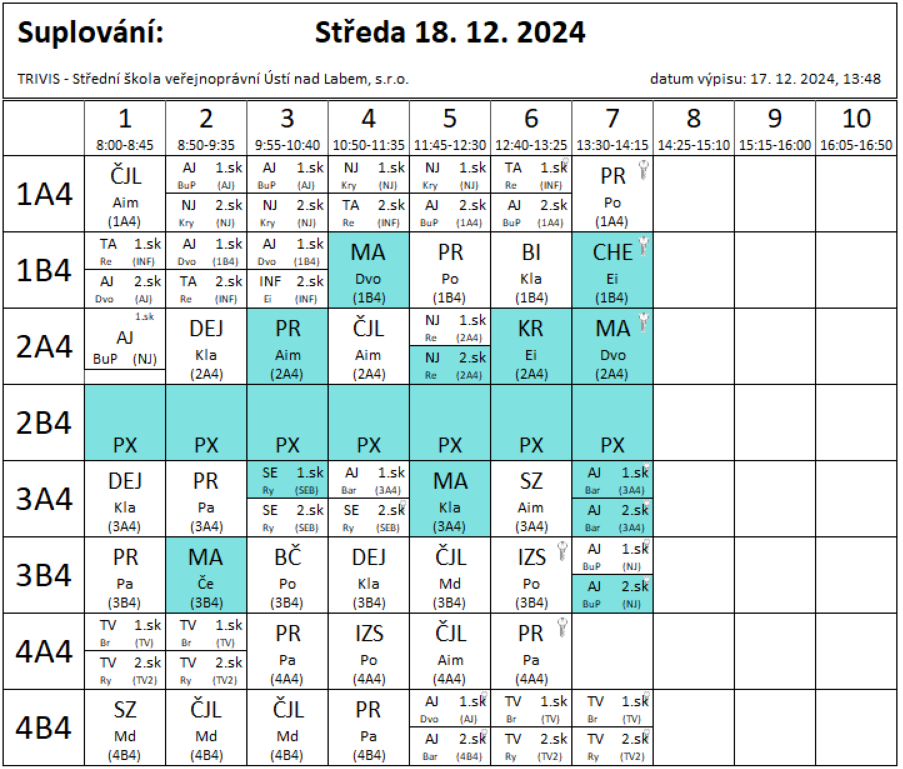 Suplování: Středa 18. 12. 2024
TRIVIS - Střední škola veřejnoprávní Ústí nad Labem, s.r.o. datum výpisu: 17. 12. 2024, 13:48
1 2 3 4 5 6 7 8 9 10
8:00-8:45 8:50-9:35 9:55-10:40 10:50-11:35 11:45-12:30 12:40-13:25 13:30-14:15 14:25-15:10 15:15-16:00 16:05-16:50
1A4
ČJL
Aim
(1A4)
AJ 1.sk
BuP (AJ)
NJ 2.sk
Kry (NJ)
AJ 1.sk
BuP (AJ)
NJ 2.sk
Kry (NJ)
NJ 1.sk
Kry (NJ)
TA 2.sk
Re (INF)
NJ 1.sk
Kry (NJ)
AJ 2.sk
BuP (1A4)
TA 1.sk
Re (INF)
AJ 2.sk
BuP (1A4)
PR
Po
(1A4)
1B4
TA 1.sk
Re (INF)
AJ 2.sk
Dvo (AJ)
AJ 1.sk
Dvo (1B4)
TA 2.sk
Re (INF)
AJ 1.sk
Dvo (1B4)
INF 2.sk
Ei (INF)
MA
Dvo
(1B4)
PR
Po
(1B4)
BI
Kla
(1B4)
CHE
Ei
(1B4)
2A4
1.sk
AJ
BuP (NJ)
DEJ
Kla
(2A4)
PR
Aim
(2A4)
ČJL
Aim
(2A4)
NJ 1.sk
Re (2A4)
NJ 2.sk
Re (2A4)
KR
Ei
(2A4)
MA
Dvo
(2A4)
2B4
PX PX PX PX PX PX PX
3A4
DEJ
Kla
(3A4)
PR
Pa
(3A4)
SE 1.sk
Ry (SEB)
SE 2.sk
Ry (SEB)
AJ 1.sk
Bar (3A4)
SE 2.sk
Ry (SEB)
MA
Kla
(3A4)
SZ
Aim
(3A4)
AJ 1.sk
Bar (3A4)
AJ 2.sk
Bar (3A4)
3B4
PR
Pa
(3B4)
MA
Če
(3B4)
BČ
Po
(3B4)
DEJ
Kla
(3B4)
ČJL
Md
(3B4)
IZS
Po
(3B4)
AJ 1.sk
BuP (NJ)
AJ 2.sk
BuP (NJ)
4A4
TV 1.sk
Br (TV)
TV 2.sk
Ry (TV2)
TV 1.sk
Br (TV)
TV 2.sk
Ry (TV2)
PR
Pa
(4A4)
IZS
Po
(4A4)
ČJL
Aim
(4A4)
PR
Pa
(4A4)
4B4
SZ
Md
(4B4)
ČJL
Md
(4B4)
ČJL
Md
(4B4)
PR
Pa
(4B4)
AJ 1.sk
Dvo (AJ)
AJ 2.sk
Bar (4B4)
TV 1.sk
Br (TV)
TV 2.sk
Ry (TV2)
TV 1.sk
Br (TV)
TV 2.sk
Ry (TV2)